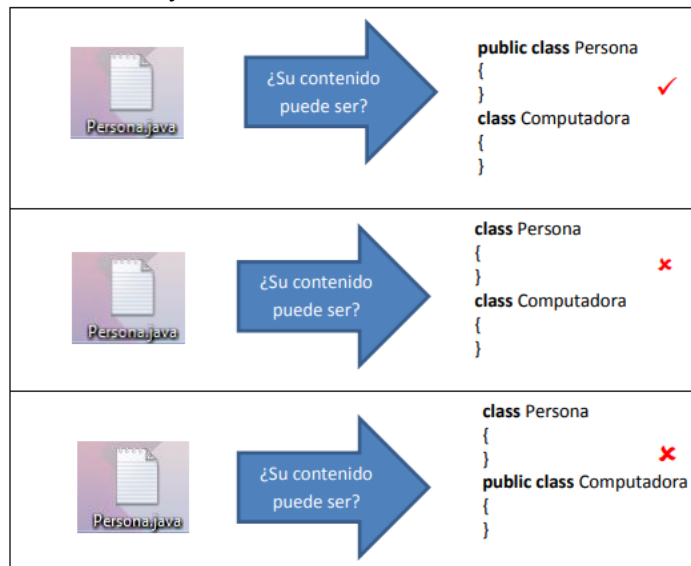 Persona.java
¿Su contenido
puede ser?
public class Persona
{
}
class Computadora
{
}
Persona.java
¿Su contenido
puede ser?
class Persona
{
}
class Computadora
{
}
Persona.java
¿Su contenido
puede ser?
class Persona
{
}
public class Computadora
{
}